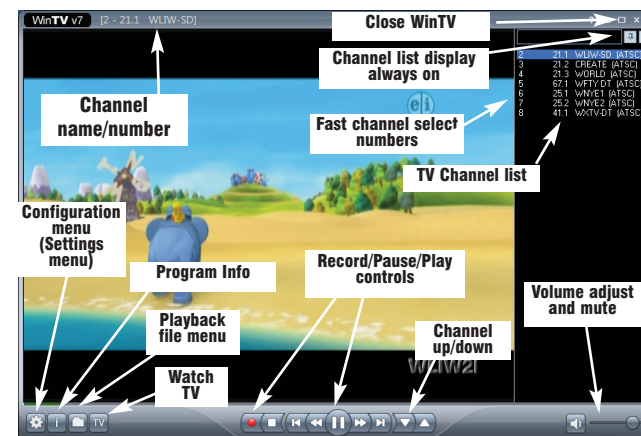 WinTV v7 [2 - 21.1 WLIW-SD]
Close WinTV
Channel list display
always on
2 21.1 WLIW-SD (ATSC)
3 21.2 CREATE (ATSC)
4 21.3 WORLD (ATSC)
5 67.1 WFTY DT (ATSC)
6 25.1 WNYE1 (ATSC)
7 25.2 WNYE2 (ATSC)
8 41.1 WXTV-DT (ATSC)
Channel
name/number
e i
Fast channel select
numbers
TV Channel list
Configuration
menu
(Settings
menu)
Program Info
Record/Pause/Play
controls
Volume adjust
and mute
Playback
file menu
Channel
up/down
WLIW21
Watch
TV
i
TV